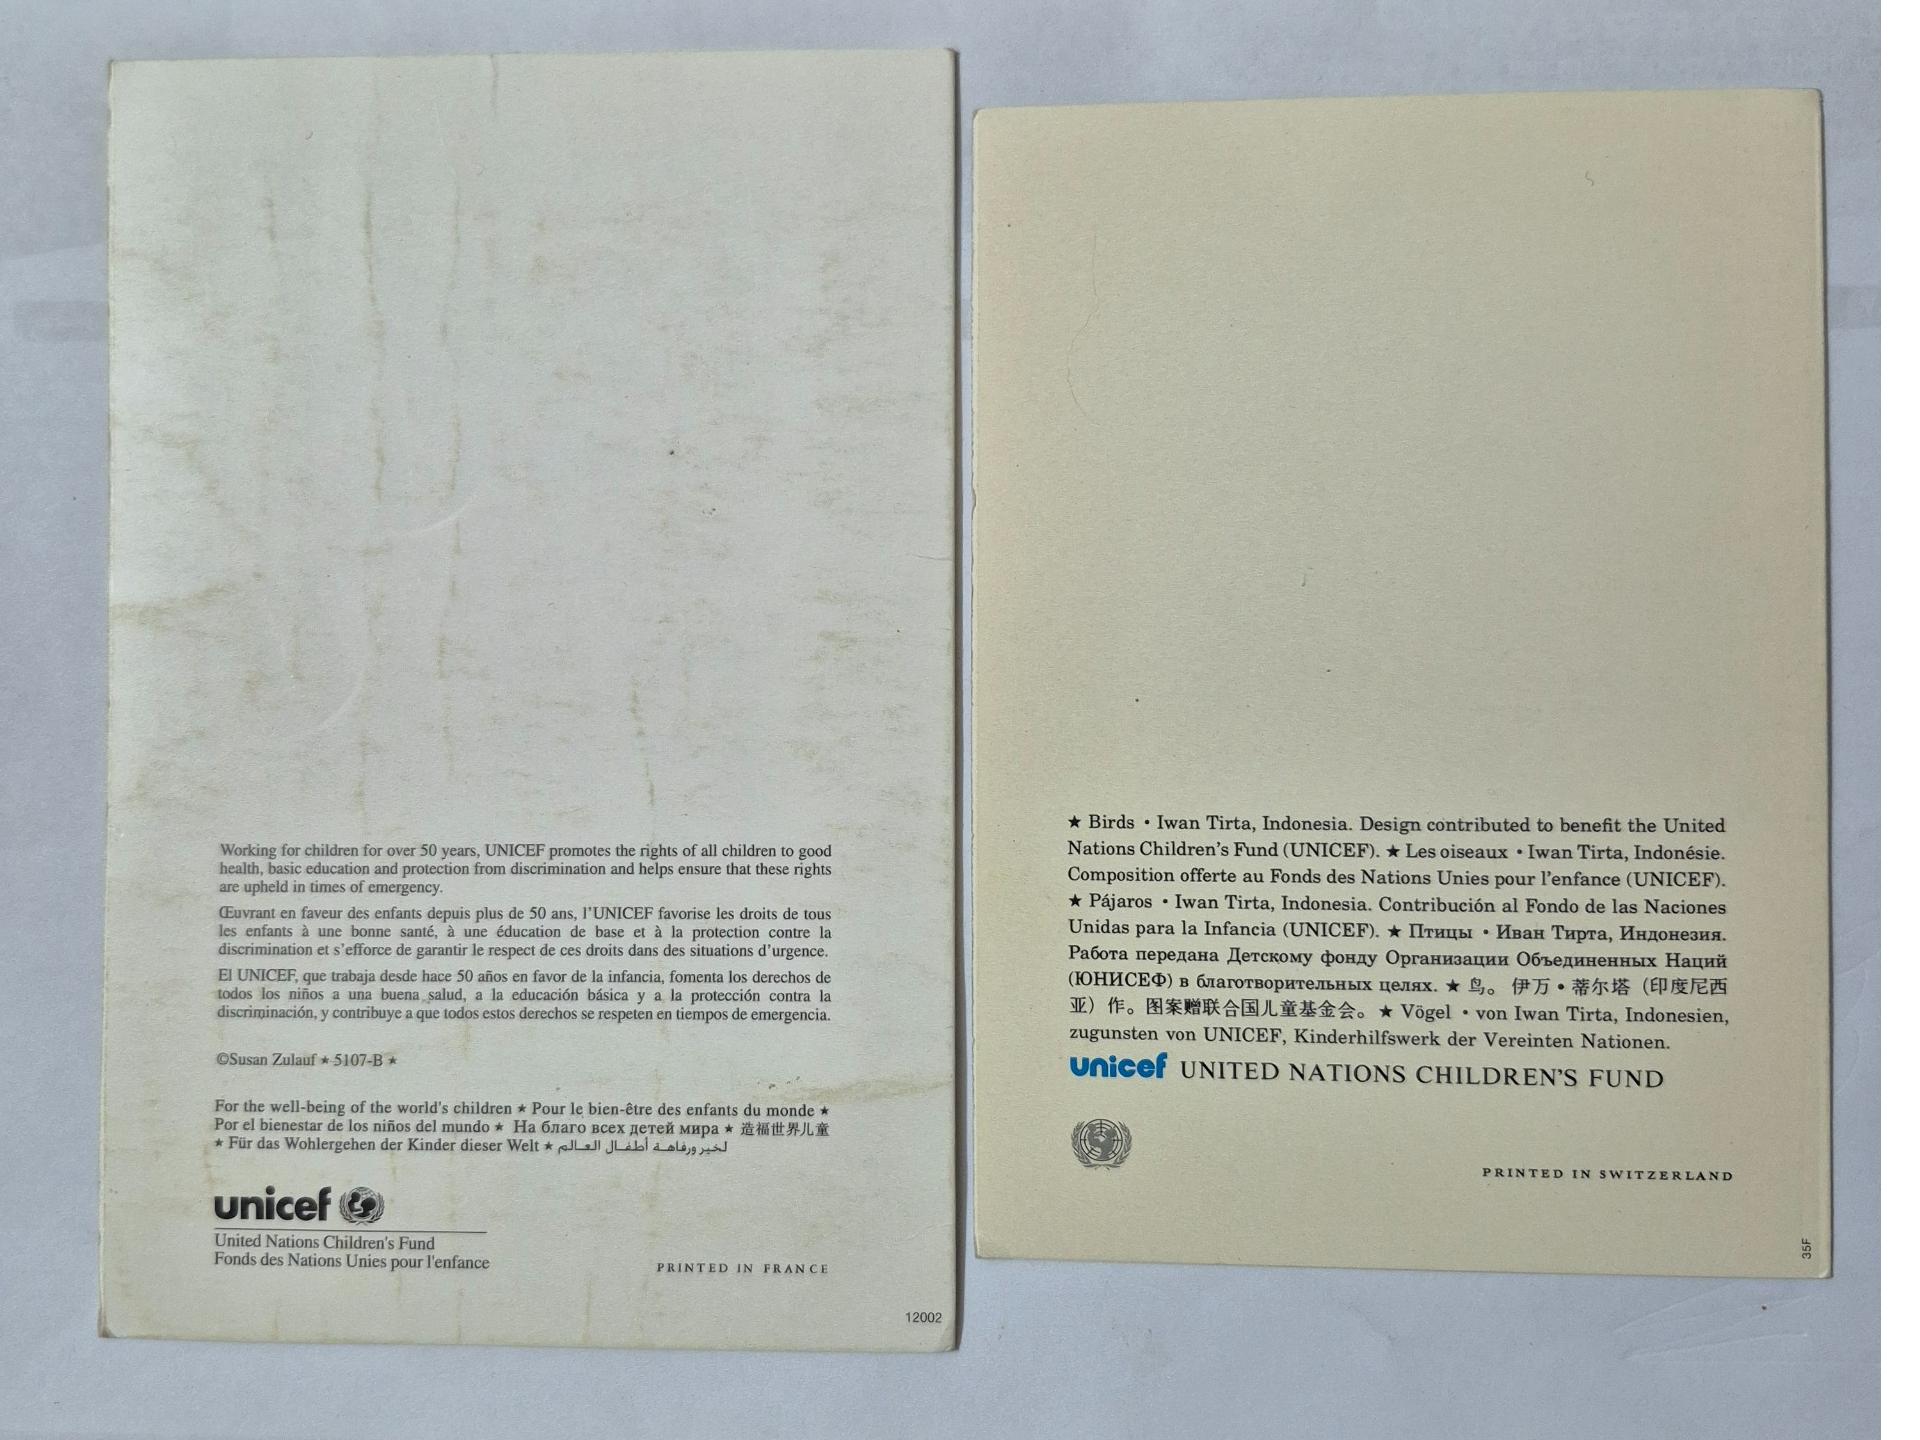 Working for children for over 50 years, UNICEF promotes the rights of all children to good
health, basic education and protection from discrimination and helps ensure that these rights
are upheld in times of emergency.
Œuvrant en faveur des enfants depuis plus de 50 ans, l'UNICEF favorise les droits de tous
les enfants à une bonne santé, à une éducation de base et à la protection contre la
discrimination et s'efforce de garantir le respect de ces droits dans des situations d'urgence.
El UNICEF, que trabaja desde hace 50 años en favor de la infancia, fomenta los derechos de
todos los niños a una buena salud, a la educación básica y a la protección contra la
discriminación, y contribuye a que todos estos derechos se respeten en tiempos de emergencia.
©Susan Zulauf ★ 5107-B ★
For the well-being of the world's children ★ Pour le bien-être des enfants du monde ★
Por el bienestar de los niños del mundo ★ На благо всех детей мира ★ 造福世界儿童
★ Für das Wohlergehen der Kinder dieser Welt ★ لخير ورفاهة أطفال العالم
unicef
United Nations Children's Fund
Fonds des Nations Unies pour l'enfance
PRINTED IN FRANCE
12002
★ Birds • Iwan Tirta, Indonesia. Design contributed to benefit the United
Nations Children's Fund (UNICEF). ★ Les oiseaux • Iwan Tirta, Indonésie.
Composition offerte au Fonds des Nations Unies pour l'enfance (UNICEF).
★ Pájaros • Iwan Tirta, Indonesia. Contribución al Fondo de las Naciones
Unidas para la Infancia (UNICEF). ★ Птицы • Иван Тирта, Индонезия.
Работа передана Детскому фонду Организации Объединенных Наций
(ЮНИСЕФ) в благотворительных целях. ★ 鸟。 伊万•蒂尔塔（印度尼西
亚）作。图案赠联合国儿童基金会。 ★ Vögel • von Iwan Tirta, Indonesien,
zugunsten von UNICEF, Kinderhilfswerk der Vereinten Nationen.
unicef UNITED NATIONS CHILDREN'S FUND
PRINTED IN SWITZERLAND
35F